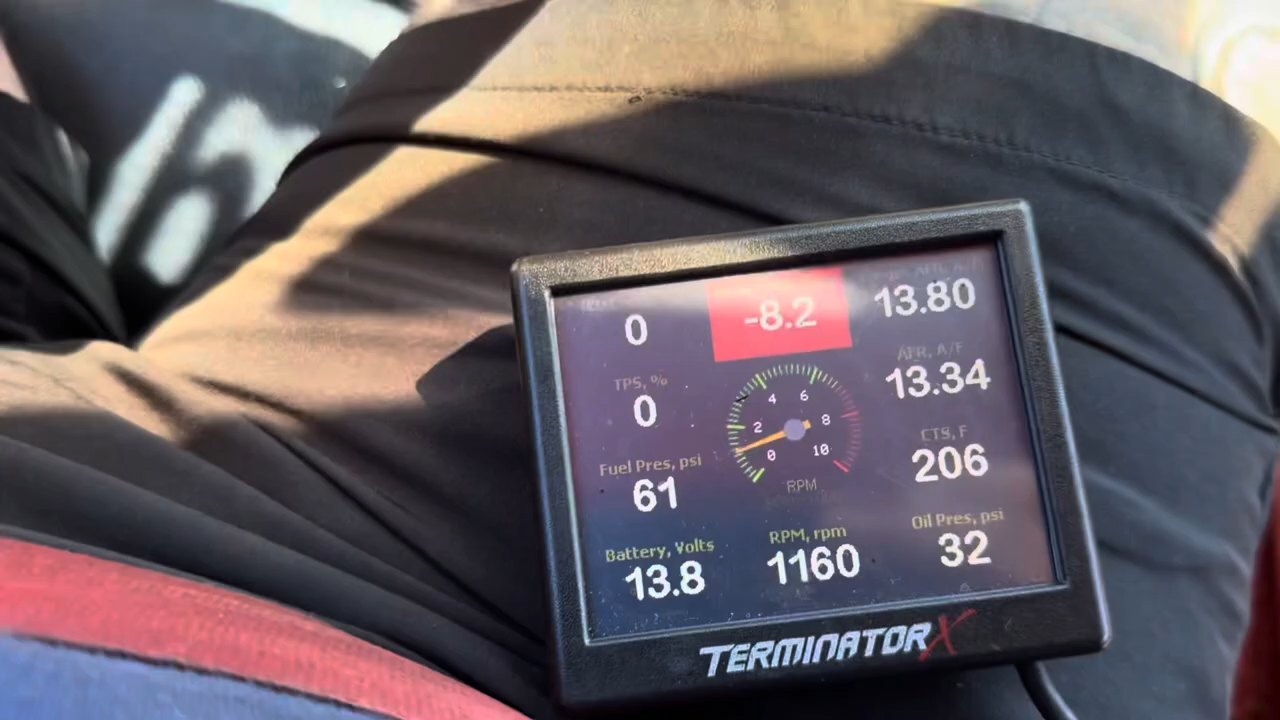 0
-8.2
13.80
TPS, %
0
AFR, A/F
13.34
Fuel Pres, psi
61
CTS, F
206
2
4
6
8
0
10
RPM
Battery, Volts
13.8
RPM, rpm
1160
Oil Pres, psi
32
TERMINATOR X